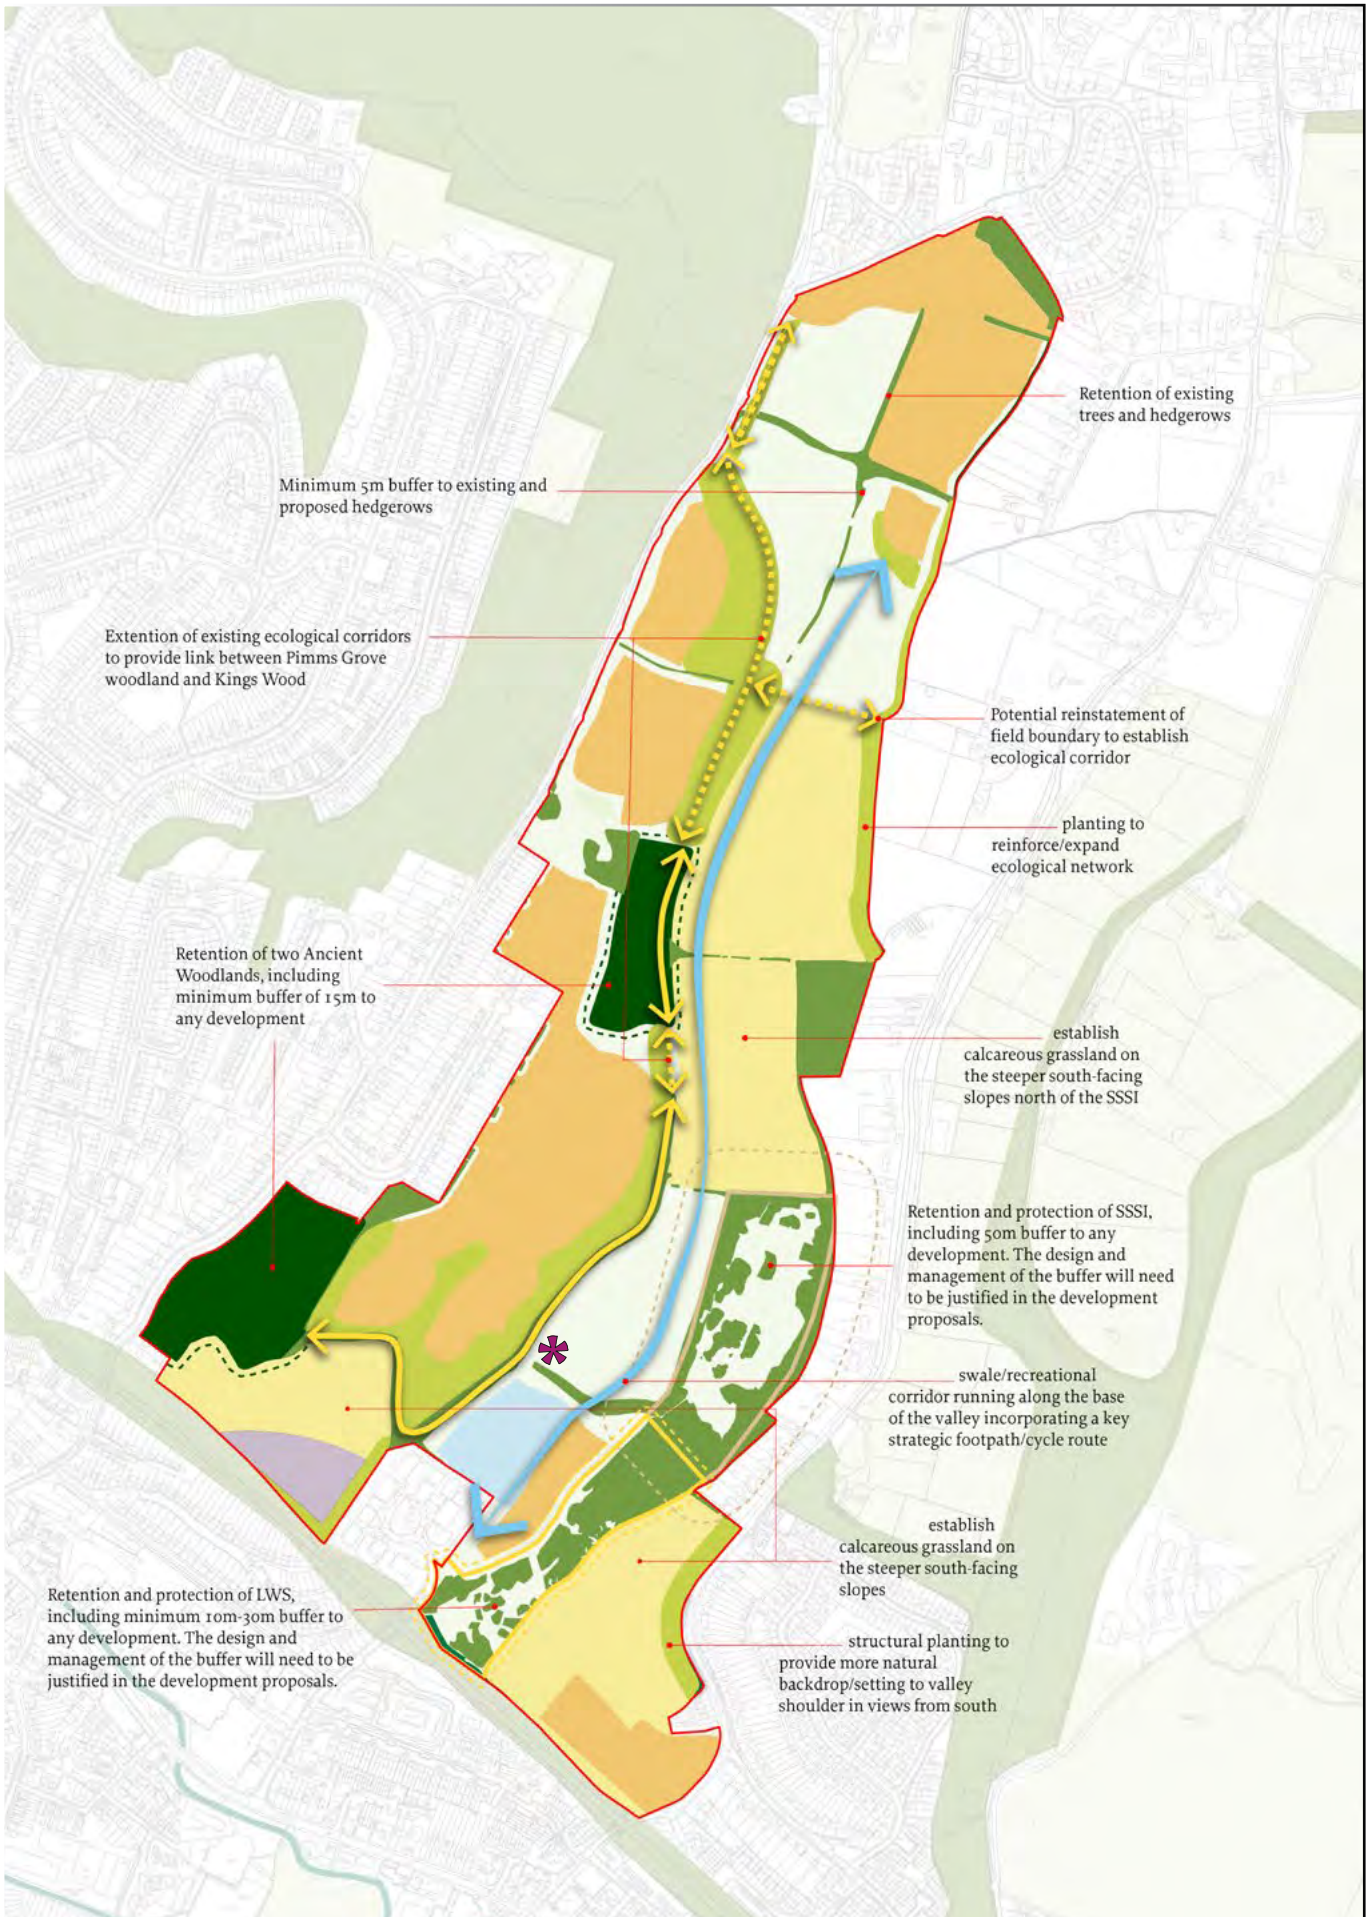 Retention of existing
trees and hedgerows
Minimum 5m buffer to existing and
proposed hedgerows
Extention of existing ecological corridors
to provide link between Pimms Grove
woodland and Kings Wood
Potential reinstatement of
field boundary to establish
ecological corridor
planting to
reinforce/expand
ecological network
Retention of two Ancient
Woodlands, including
minimum buffer of 15m to
any development
establish
calcareous grassland on
the steeper south-facing
slopes north of the SSSI
Retention and protection of SSSI,
including 50m buffer to any
development. The design and
management of the buffer will need
to be justified in the development
proposals.
swale/recreational
corridor running along the base
of the valley incorporating a key
strategic footpath/cycle route
establish
calcareous grassland on
the steeper south-facing
slopes
Retention and protection of LWS,
including minimum 10m-30m buffer to
any development. The design and
management of the buffer will need to be
justified in the development proposals.
structural planting to
provide more natural
backdrop/setting to valley
shoulder in views from south